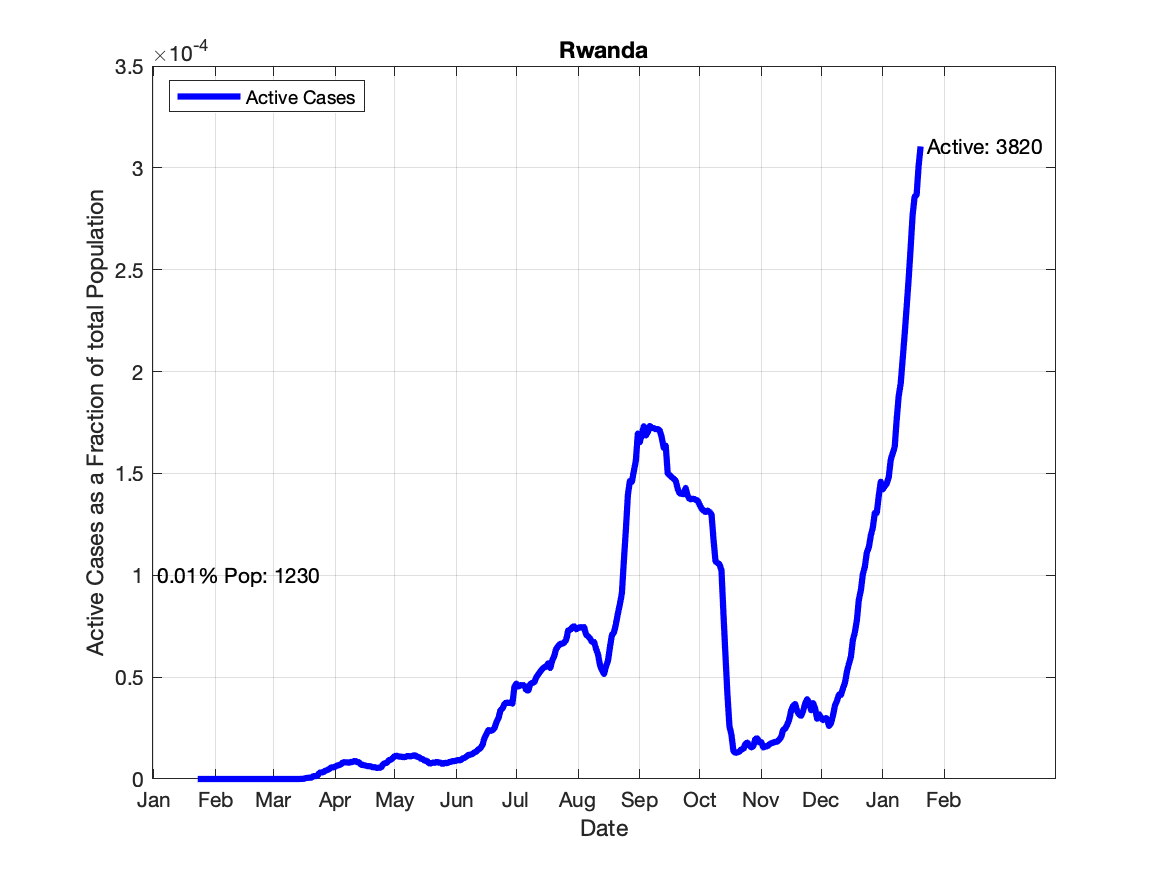 Rwanda
×10-4
3.5
3
2.5
2
1.5
1
0.5
0
Active Cases
Active: 3820
0.01% Pop: 1230
Active Cases as a Fraction of total Population
Jan Feb Mar Apr May Jun Jul Aug Sep Oct Nov Dec Jan Feb
Date